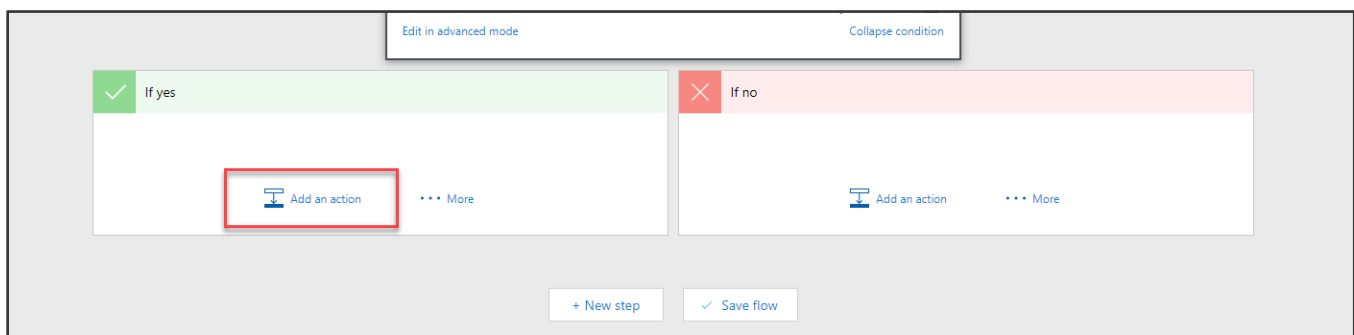 Edit in advanced mode
Collapse condition
If yes
If no
Add an action
••• More
Add an action
••• More
+ New step
Save flow